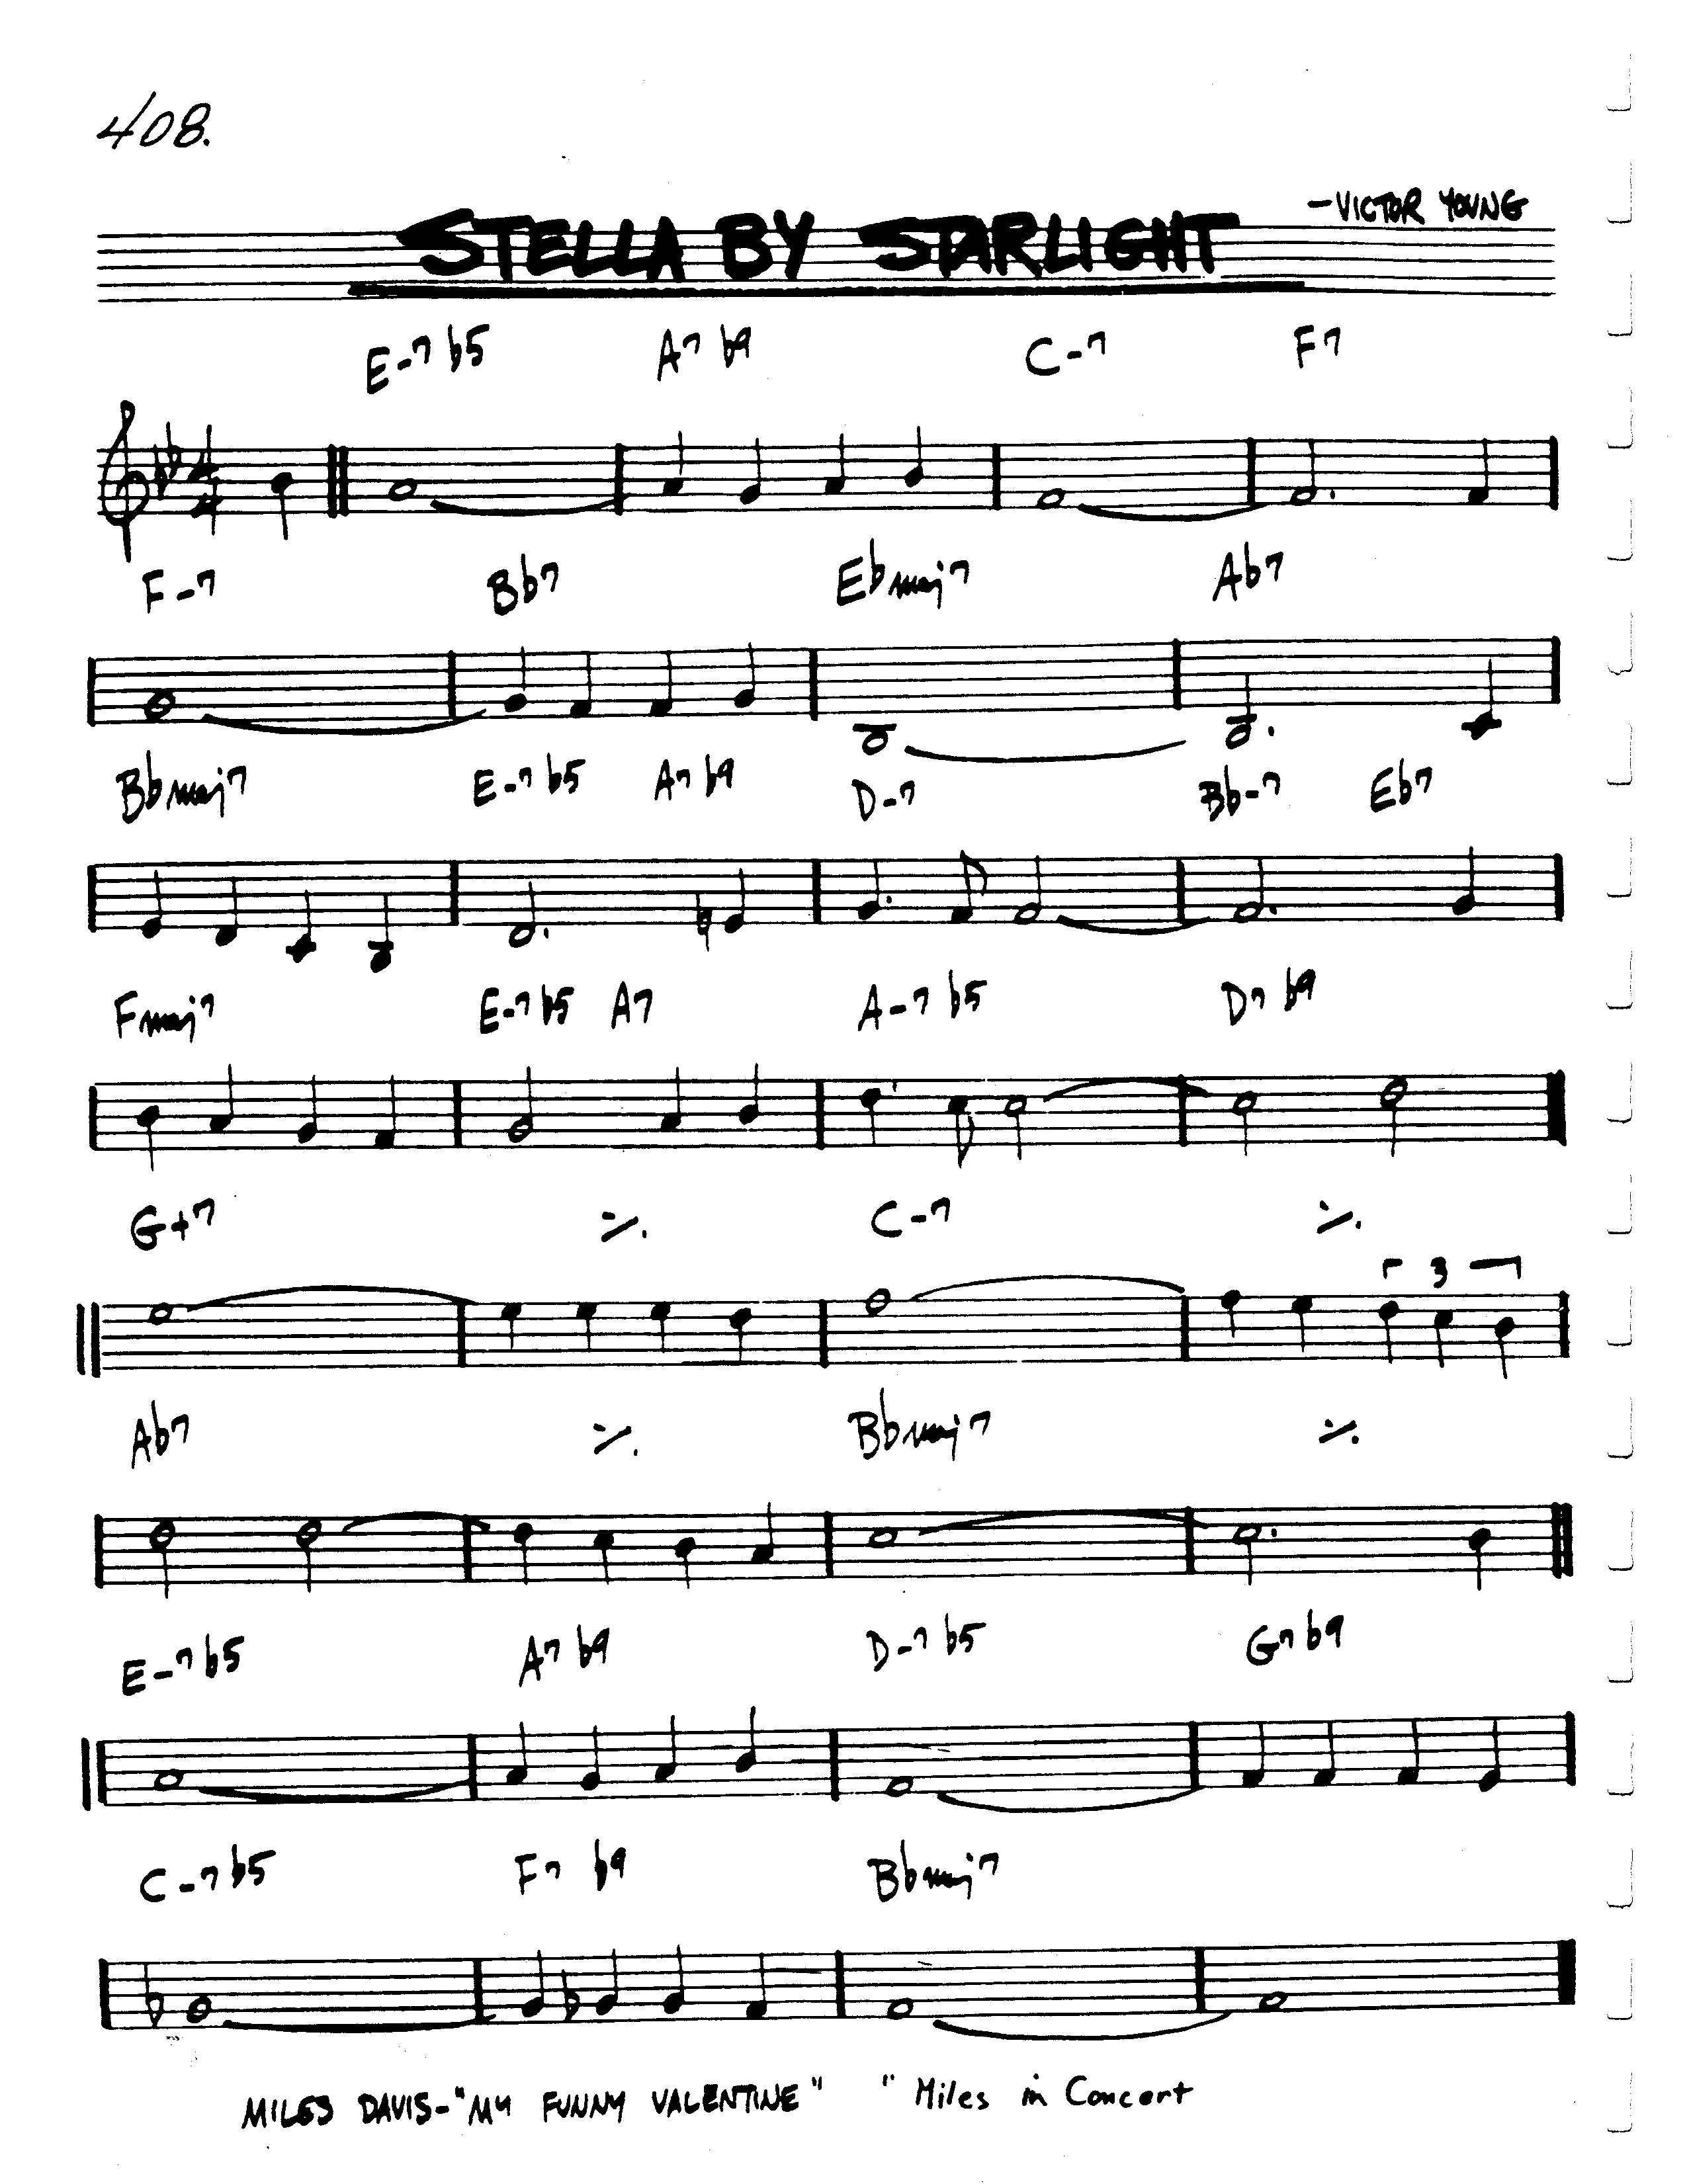 408.
STELLA BY STARLIGHT
-VICTOR YOUNG
E-7 b5 A7 b9 C-7 F7
4/4
F-7 Bb7 Ebmaj7 Ab7
Bbmaj7 E-7 b5 A7 b9 D-7 Bb-7 Eb7
Fmaj7 E-7 b5 A7 A-7 b5 D7 b9
G+7 ٪ C-7 ٪
3
Ab7 ٪ Bbmaj7 ٪
E-7 b5 A7 b9 D-7 b5 G7 b9
C-7 b5 F7 b9 Bbmaj7
MILES DAVIS-"MY FUNNY VALENTINE" " Miles in Concert